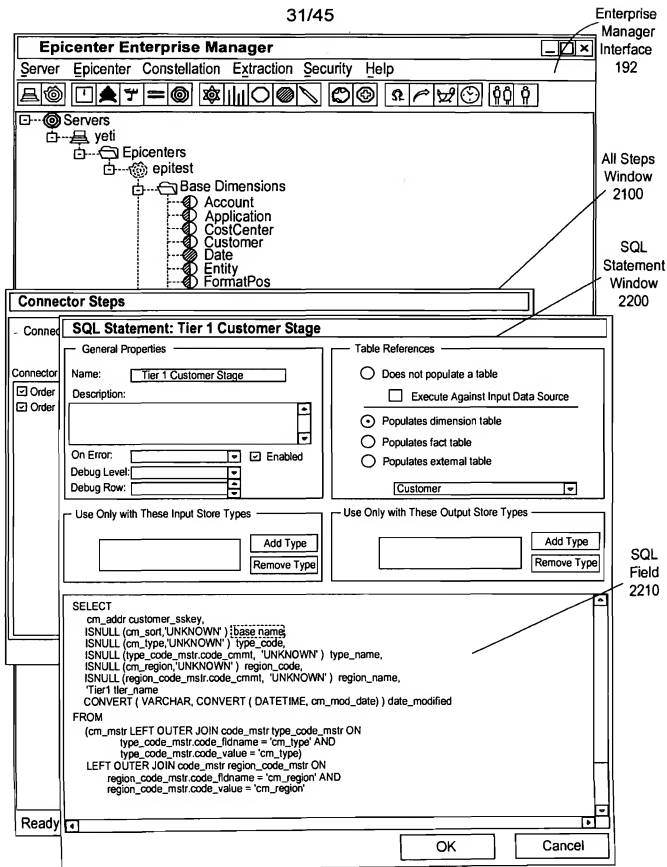 31/45
Enterprise
Manager
Interface
192
Epicenter Enterprise Manager
Server Epicenter Constellation Extraction Security Help
Servers
yeti
Epicenters
epitest
Base Dimensions
Account
Application
CostCenter
Customer
Date
Entity
FormatPos
All Steps
Window
2100
SQL
Statement
Window
2200
Connector Steps
- Connec
SQL Statement: Tier 1 Customer Stage
Connector
Order
Order
General Properties
Name: Tier 1 Customer Stage
Description:
On Error: Enabled
Debug Level:
Debug Row:
Table References
Does not populate a table
Execute Against Input Data Source
Populates dimension table
Populates fact table
Populates external table
Customer
Use Only with These Input Store Types
Add Type
Remove Type
Use Only with These Output Store Types
Add Type
Remove Type
SQL
Field
2210
SELECT
cm_addr customer_sskey,
ISNULL (cm_sort,'UNKNOWN' ) base name,
ISNULL (cm_type,'UNKNOWN' ) type_code,
ISNULL (type_code_mstr.code_cmmt, 'UNKNOWN' ) type_name,
ISNULL (cm_region,'UNKNOWN' ) region_code,
ISNULL (region_code_mstr.code_cmmt, 'UNKNOWN' ) region_name,
'Tier1 tler_name
CONVERT ( VARCHAR, CONVERT ( DATETIME, cm_mod_date) ) date_modified
FROM
(cm_mstr LEFT OUTER JOIN code_mstr type_code_mstr ON
type_code_mstr.code_fldname = 'cm_type' AND
type_code_mstr.code_value = 'cm_type)
LEFT OUTER JOIN code_mstr region_code_mstr ON
region_code_mstr.code_fldname = 'cm_region' AND
region_code_mstr.code_value = 'cm_region'
Ready
OK Cancel